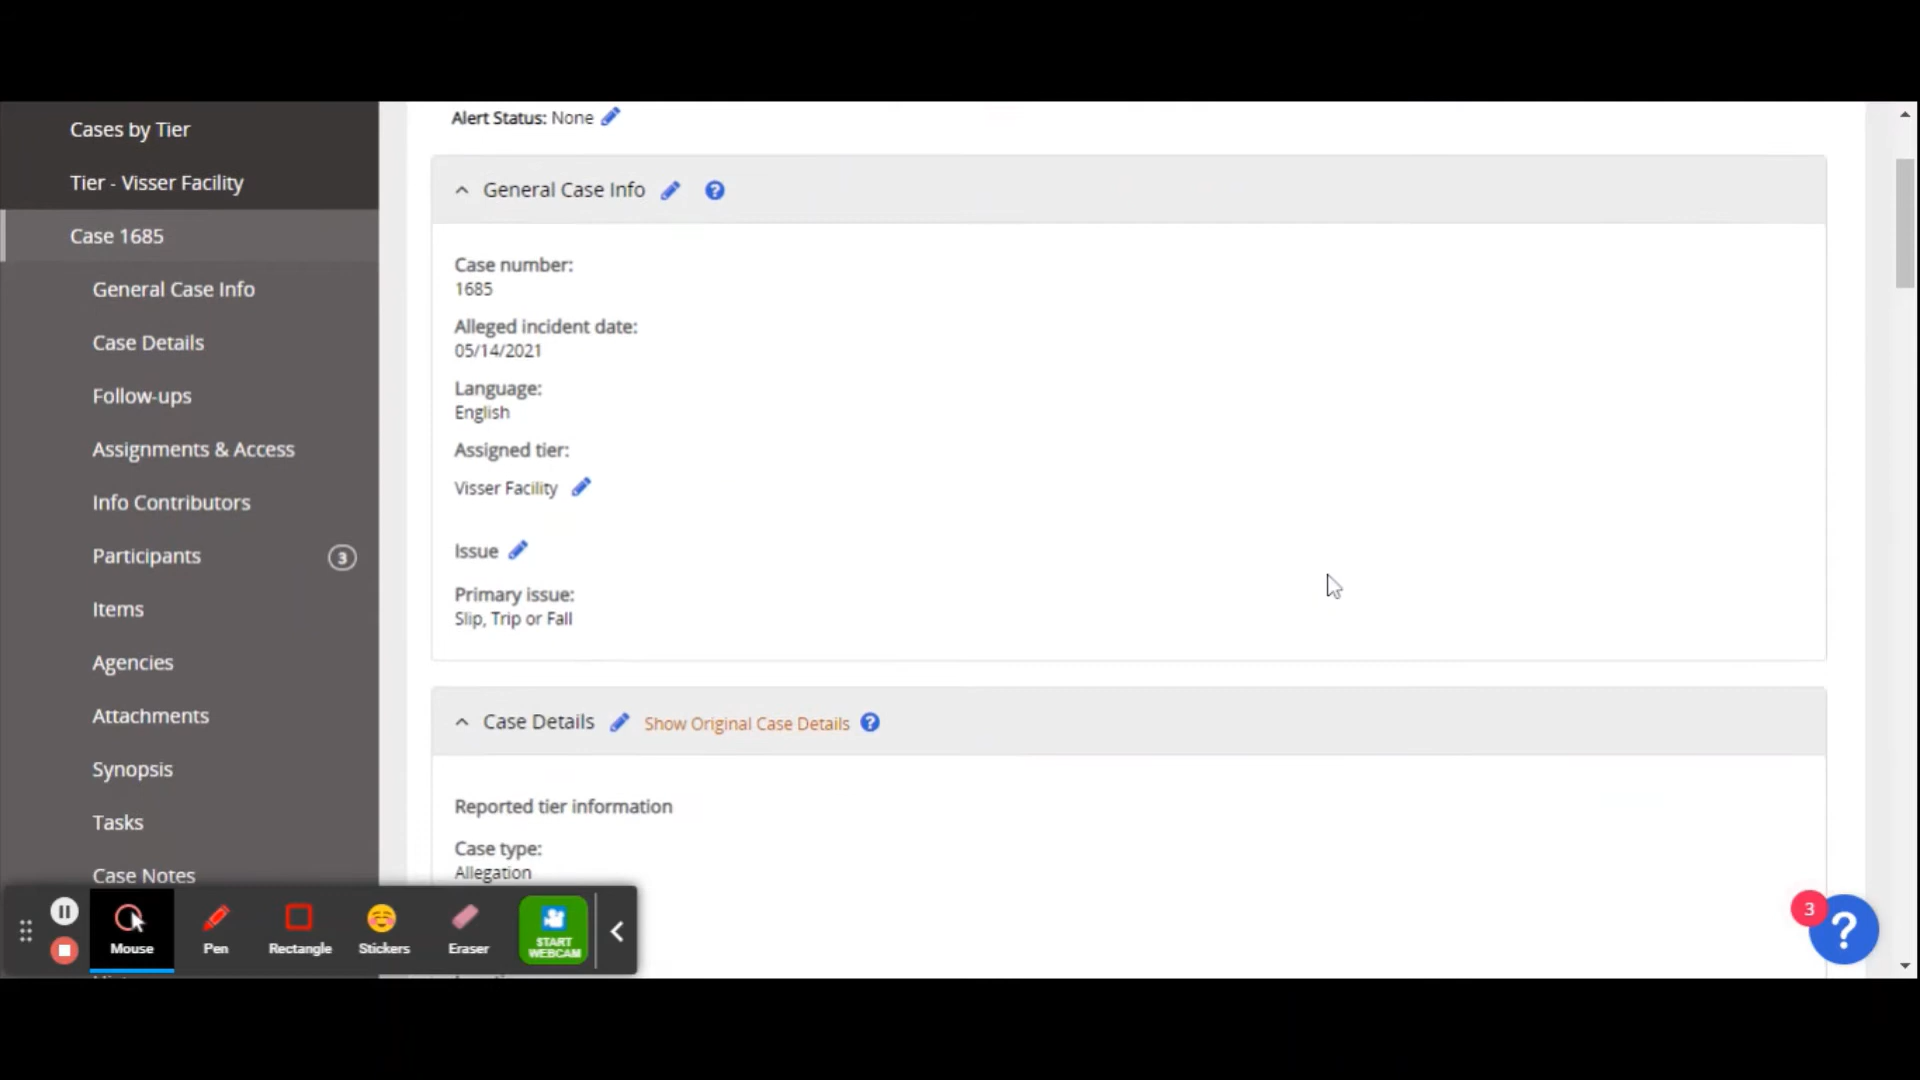 Cases by Tier
Tier - Visser Facility
Case 1685
General Case Info
Case Details
Follow-ups
Assignments & Access
Info Contributors
Participants 3
Items
Agencies
Attachments
Synopsis
Tasks
Case Notes
Alert Status: None
General Case Info ?
Case number:
1685
Alleged incident date:
05/14/2021
Language:
English
Assigned tier:
Visser Facility
Issue
Primary issue:
Slip, Trip or Fall
Case Details Show Original Case Details ?
Reported tier information
Case type:
Allegation
Mouse
Pen
Rectangle
Stickers
Eraser
START
WEBCAM
3
?